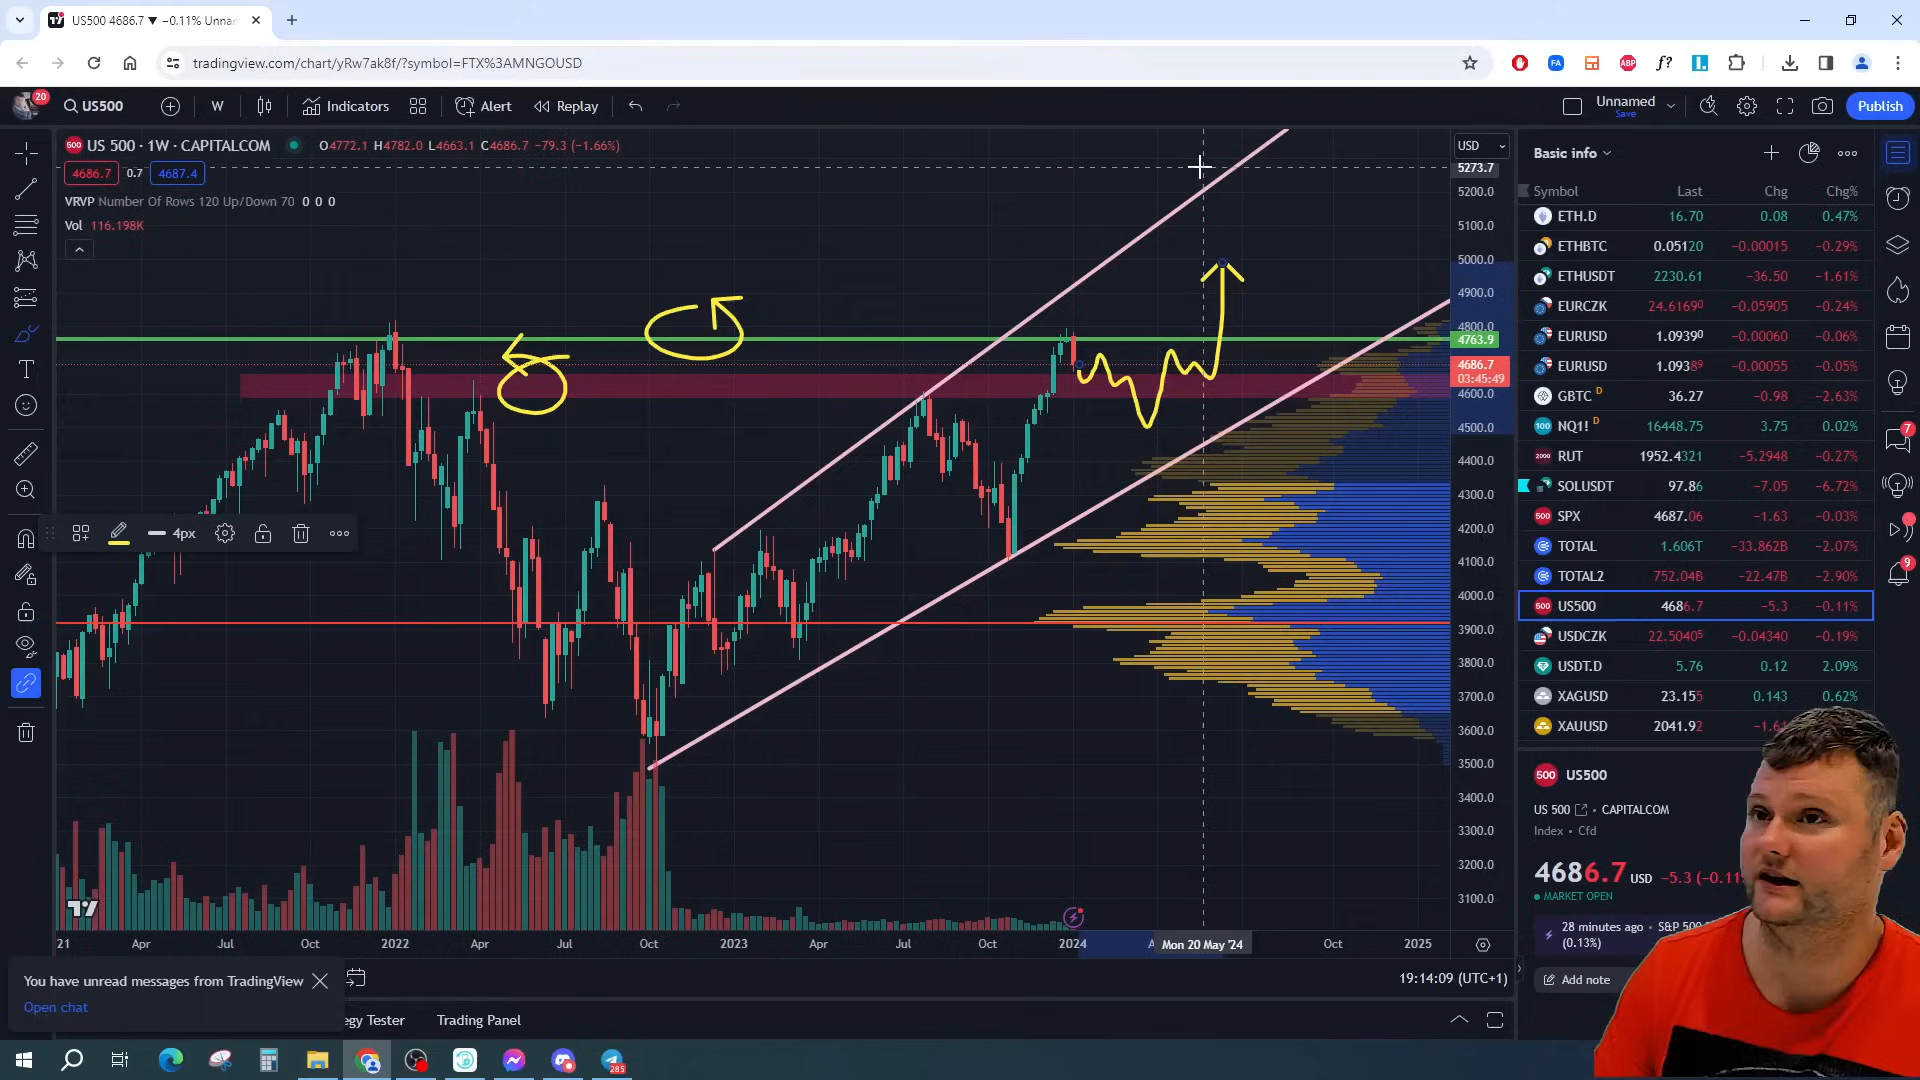 US500 4686.7 ▼ −0.11% Unna
tradingview.com/chart/yRw7ak8f/?symbol=FTX%3AMNGOUSD
20
US500
W
Indicators
Alert
Replay
Unnamed
Save
Publish
US 500 · 1W · CAPITALCOM
O4772.1 H4782.0 L4663.1 C4686.7 −79.3 (−1.66%)
4686.7 0.7 4687.4
VRVP Number Of Rows 120 Up/Down 70 0 0 0
Vol 116.198K
4px
USD
5273.7
5200.0
5100.0
5000.0
4900.0
4800.0
4763.9
4686.7
03:45:49
4600.0
4500.0
4400.0
4300.0
4200.0
4100.0
4000.0
3900.0
3800.0
3700.0
3600.0
3500.0
3400.0
3300.0
3200.0
3100.0
21 Apr Jul Oct 2022 Apr Jul Oct 2023 Apr Jul Oct 2024 Mon 20 May '24 Oct 2025
You have unread messages from TradingView
Open chat
19:14:09 (UTC+1)
egy Tester
Trading Panel
Basic info
Symbol Last Chg Chg%
ETH.D 16.70 0.08 0.47%
ETHBTC 0.05120 −0.00015 −0.29%
ETHUSDT 2230.61 −36.50 −1.61%
EURCZK 24.61690 −0.05905 −0.24%
EURUSD 1.09390 −0.00060 −0.06%
EURUSD 1.09389 −0.00055 −0.05%
GBTC D 36.27 −0.98 −2.63%
NQ1! D 16448.75 3.75 0.02%
RUT 1952.4321 −5.2948 −0.27%
SOLUSDT 97.86 −7.05 −6.72%
SPX 4687.06 −1.63 −0.03%
TOTAL 1.606T −33.862B −2.07%
TOTAL2 752.04B −22.47B −2.90%
US500 4686.7 −5.3 −0.11%
USDCZK 22.50405 −0.04340 −0.19%
USDT.D 5.76 0.12 2.09%
XAGUSD 23.155 0.143 0.62%
XAUUSD 2041.92
500 US500
US 500 • CAPITALCOM
Index • Cfd
4686.7 USD −5.3 (−0.11
MARKET OPEN
28 minutes ago • S&P 500
(0.13%)
Add note
7
9
ABP
FA
f?
285